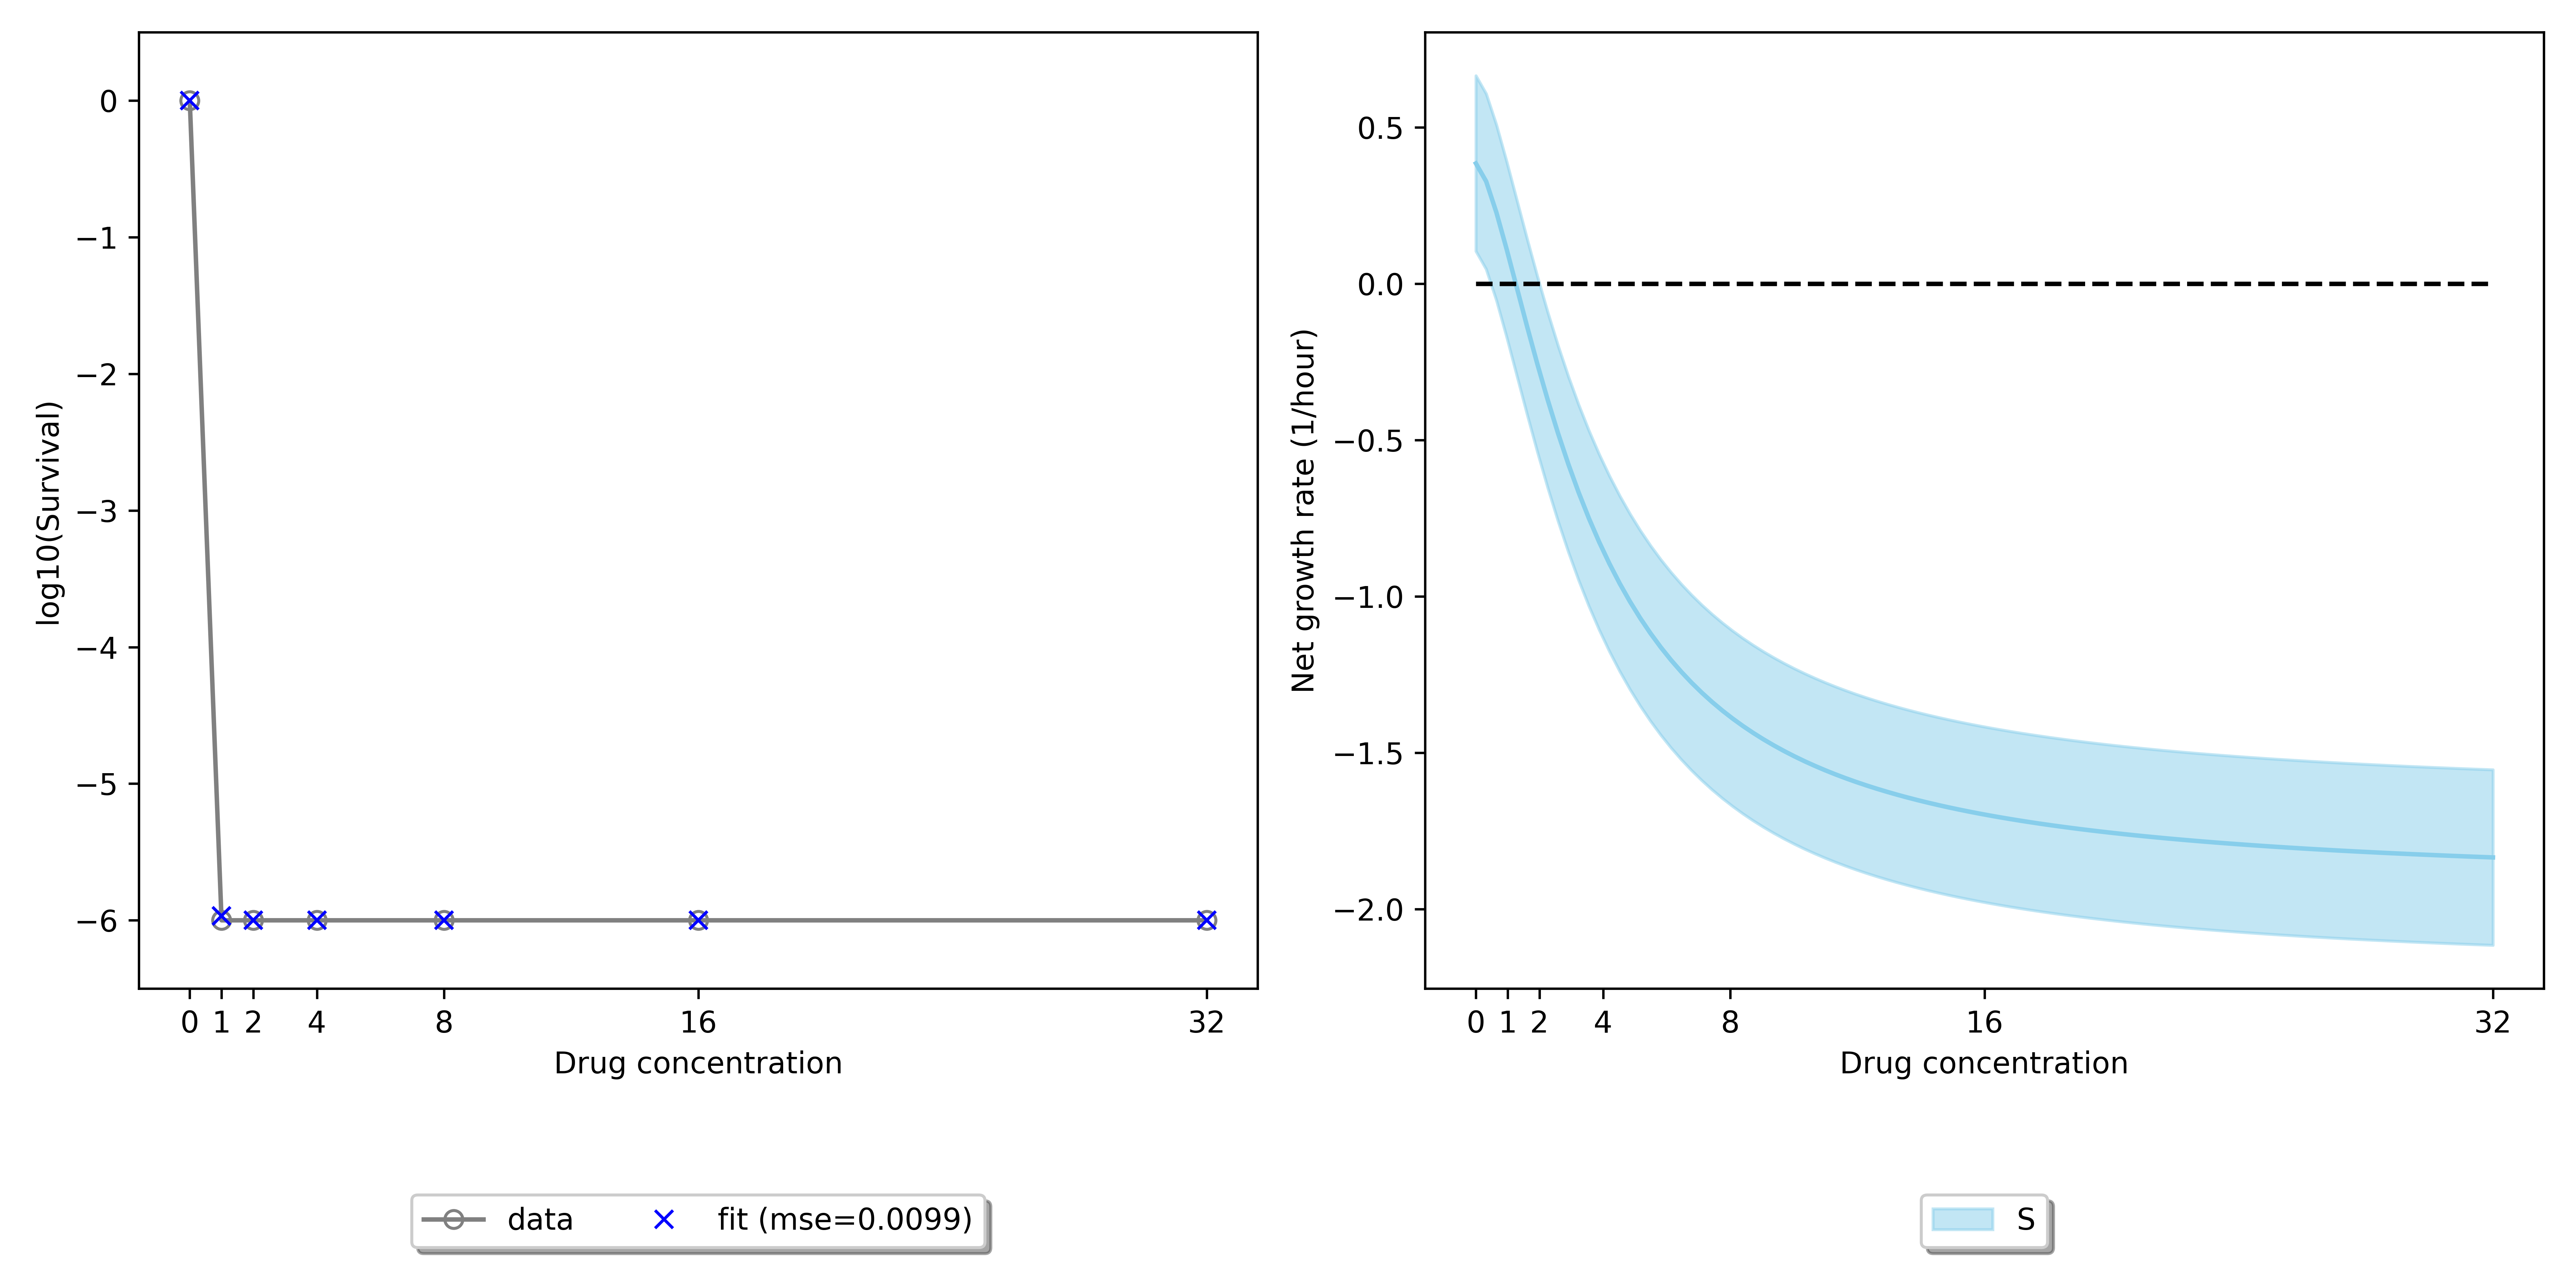 0
−1
−2
−3
−4
−5
−6
log10(Survival)
0 1 2 4 8 16 32
Drug concentration
data fit (mse=0.0099)
0.5
0.0
−0.5
−1.0
−1.5
−2.0
Net growth rate (1/hour)
0 1 2 4 8 16 32
Drug concentration
S